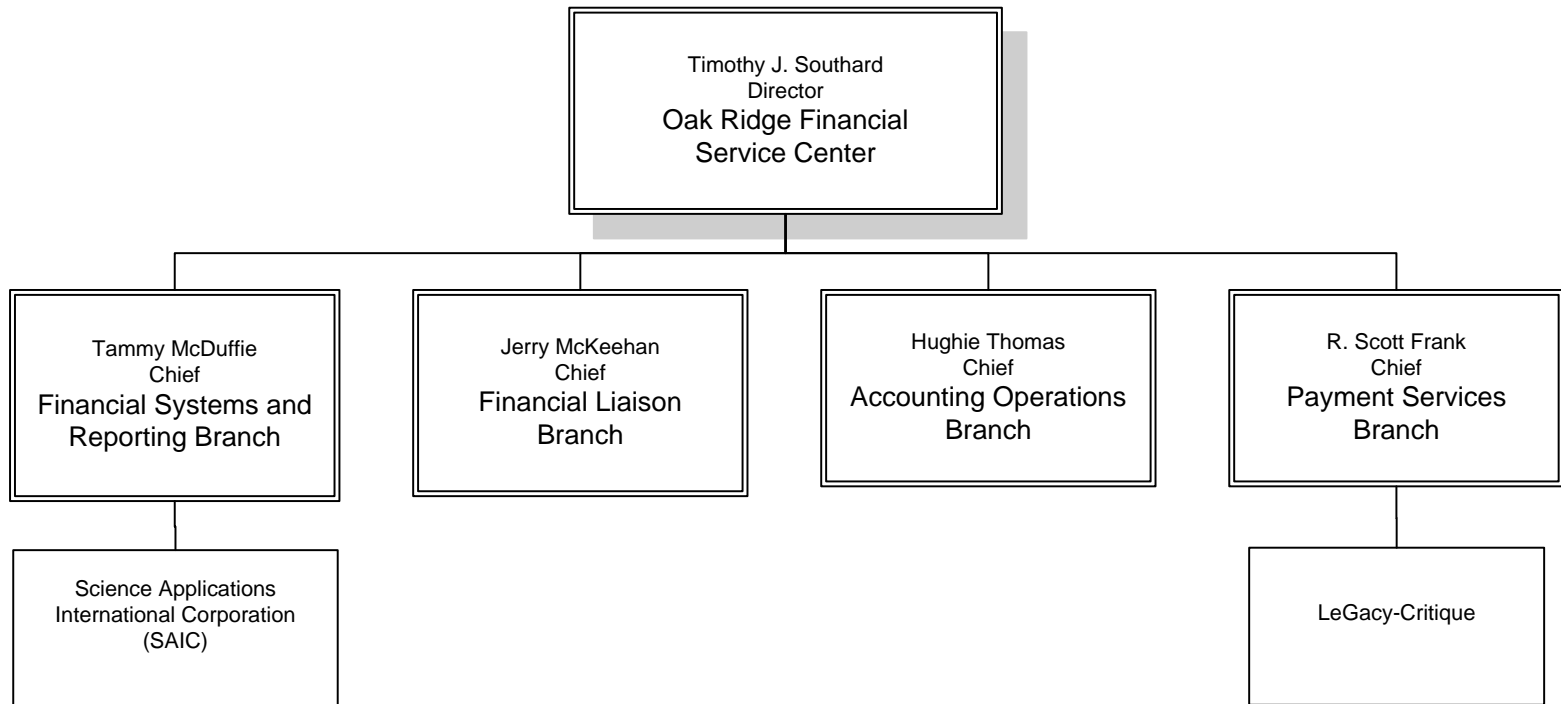 Timothy J. Southard
Director
Oak Ridge Financial
Service Center
Tammy McDuffie
Chief
Financial Systems and
Reporting Branch
Jerry McKeehan
Chief
Financial Liaison
Branch
Hughie Thomas
Chief
Accounting Operations
Branch
R. Scott Frank
Chief
Payment Services
Branch
Science Applications
International Corporation
(SAIC)
LeGacy-Critique